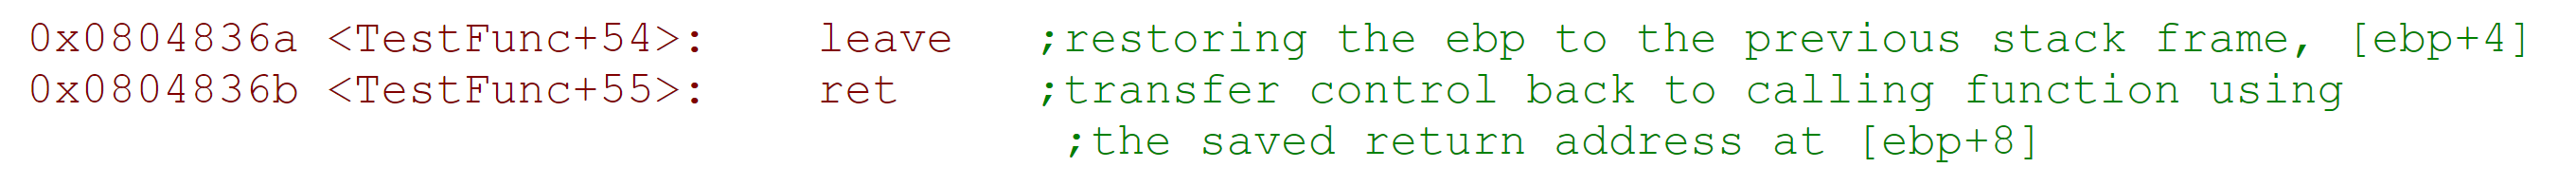 0x0804836a <TestFunc+54>:    leave   ;restoring the ebp to the previous stack frame, [ebp+4]
0x0804836b <TestFunc+55>:    ret     ;transfer control back to calling function using
                                      ;the saved return address at [ebp+8]